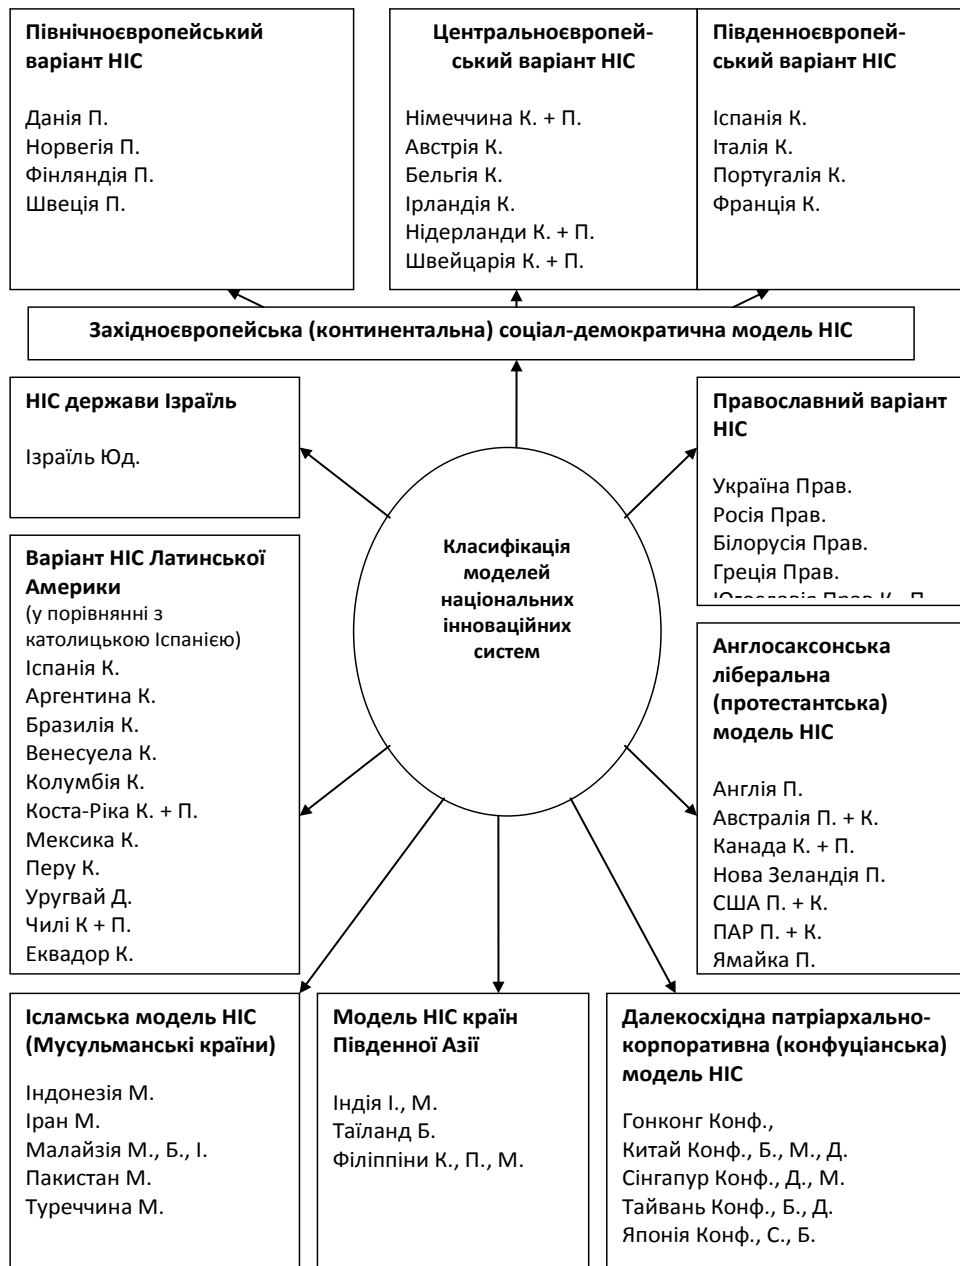 Північноєвропейський
варіант НІС
Данія П.
Норвегія П.
Фінляндія П.
Швеція П.
Центральноєвропей-
ський варіант НІС
Німеччина К. + П.
Австрія К.
Бельгія К.
Ірландія К.
Нідерланди К. + П.
Швейцарія К. + П.
Південноєвропей-
ський варіант НІС
Іспанія К.
Італія К.
Португалія К.
Франція К.
Західноєвропейська (континентальна) соціал-демократична модель НІС
НІС держави Ізраїль
Ізраїль Юд.
Православний варіант
НІС
Україна Прав.
Росія Прав.
Білорусія Прав.
Греція Прав.
Класифікація
моделей
національних
інноваційних
систем
Варіант НІС Латинської
Америки
(у порівнянні з
католицькою Іспанією)
Іспанія К.
Аргентина К.
Бразилія К.
Венесуела К.
Колумбія К.
Коста-Ріка К. + П.
Мексика К.
Перу К.
Уругвай Д.
Чилі К + П.
Еквадор К.
Англосаксонська
ліберальна
(протестантська)
модель НІС
Англія П.
Австралія П. + К.
Канада К. + П.
Нова Зеландія П.
США П. + К.
ПАР П. + К.
Ямайка П.
Ісламська модель НІС
(Мусульманські країни)
Індонезія М.
Іран М.
Малайзія М., Б., І.
Пакистан М.
Туреччина М.
Модель НІС країн
Південної Азії
Індія І., М.
Таїланд Б.
Філіппіни К., П., М.
Далекосхідна патріархально-
корпоративна (конфуціанська)
модель НІС
Гонконг Конф.,
Китай Конф., Б., М., Д.
Сінгапур Конф., Д., М.
Тайвань Конф., Б., Д.
Японія Конф., С., Б.